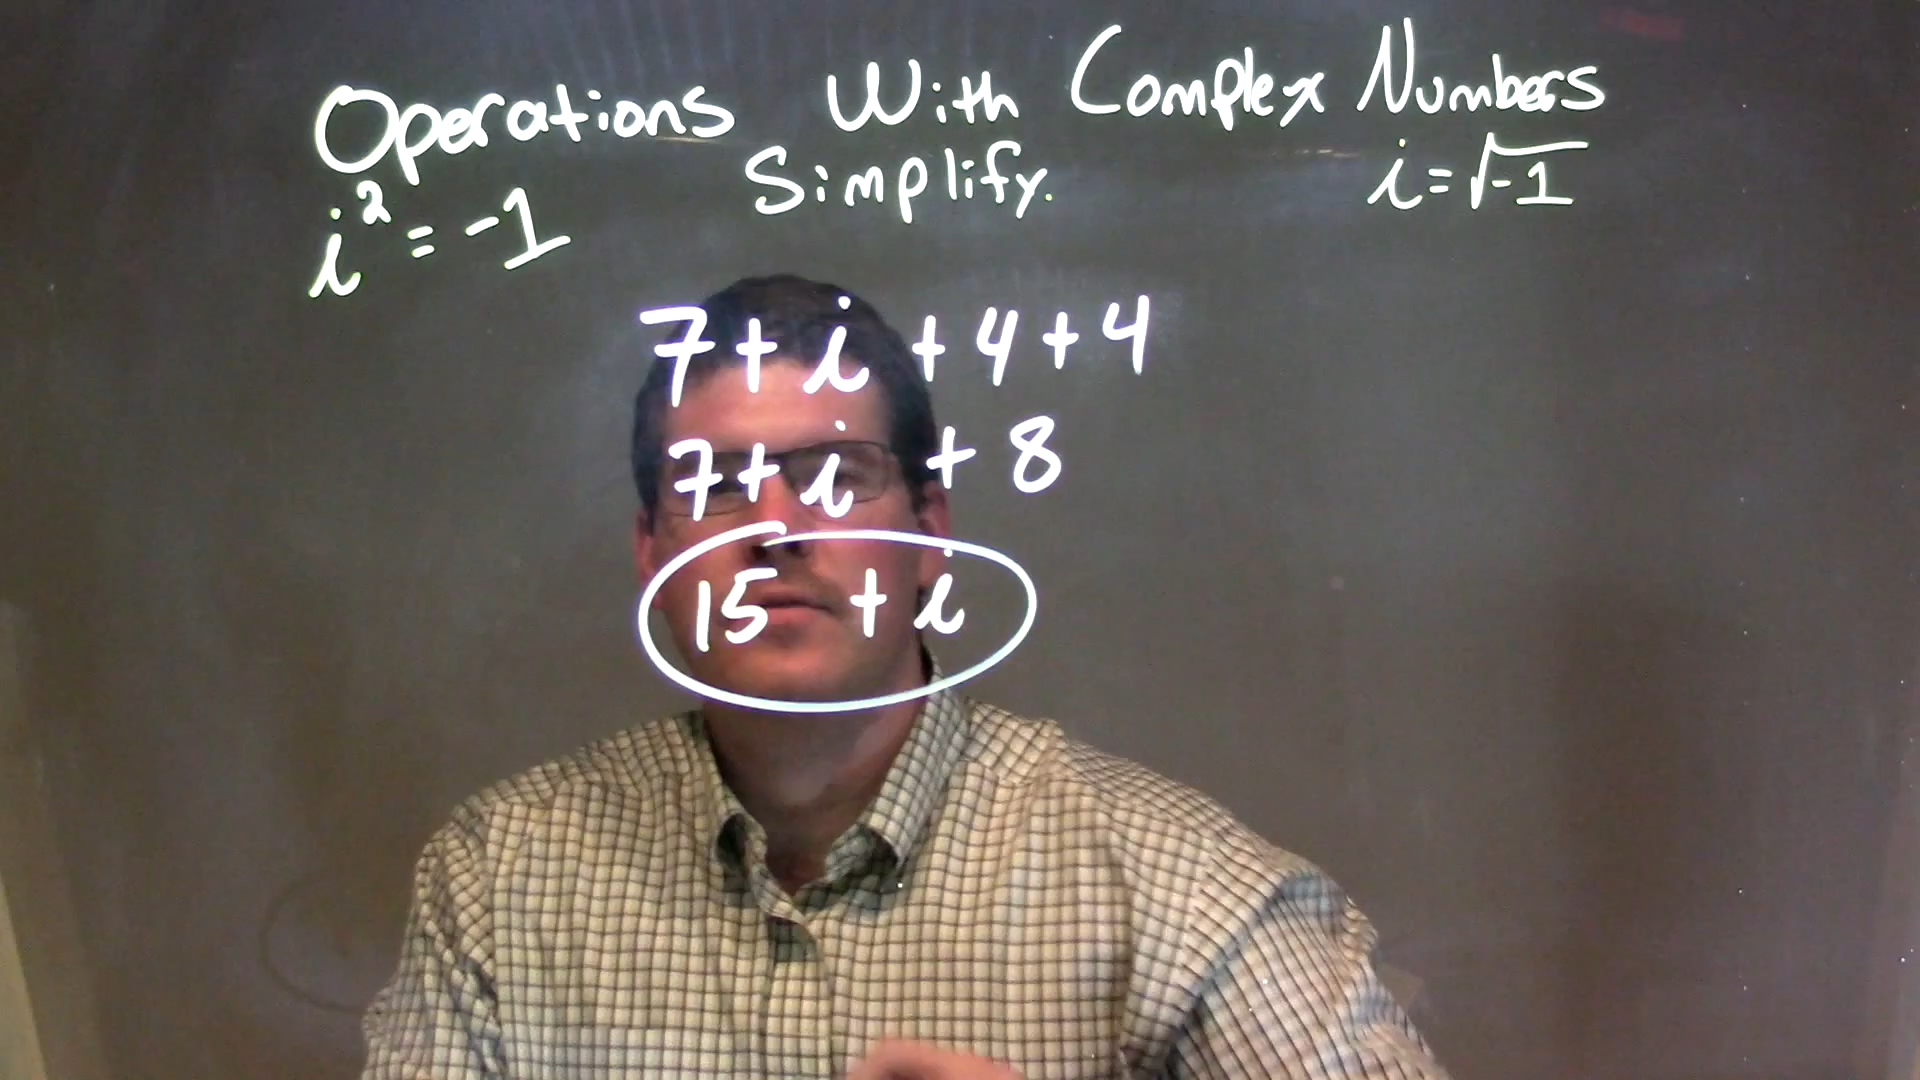 Operations With Complex Numbers
i² = -1 Simplify. i = √-1
7 + i + 4 + 4
7 + i + 8
15 + i